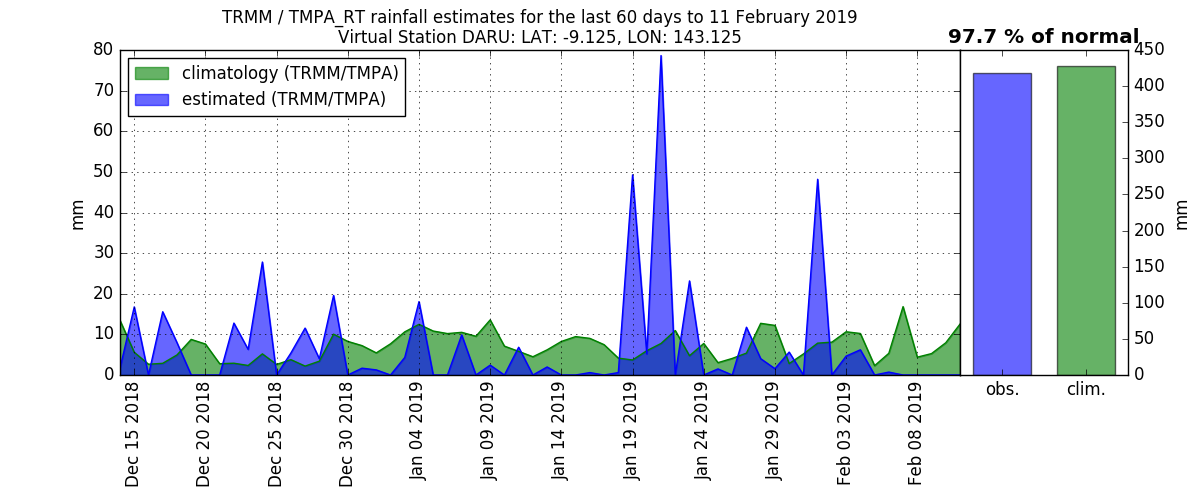 TRMM / TMPA_RT rainfall estimates for the last 60 days to 11 February 2019
Virtual Station DARU: LAT: -9.125, LON: 143.125
97.7 % of normal
climatology (TRMM/TMPA)
estimated (TRMM/TMPA)
mm
80
70
60
50
40
30
20
10
0
Dec 15 2018
Dec 20 2018
Dec 25 2018
Dec 30 2018
Jan 04 2019
Jan 09 2019
Jan 14 2019
Jan 19 2019
Jan 24 2019
Jan 29 2019
Feb 03 2019
Feb 08 2019
450
400
350
300
250
200
150
100
50
0
mm
obs.
clim.